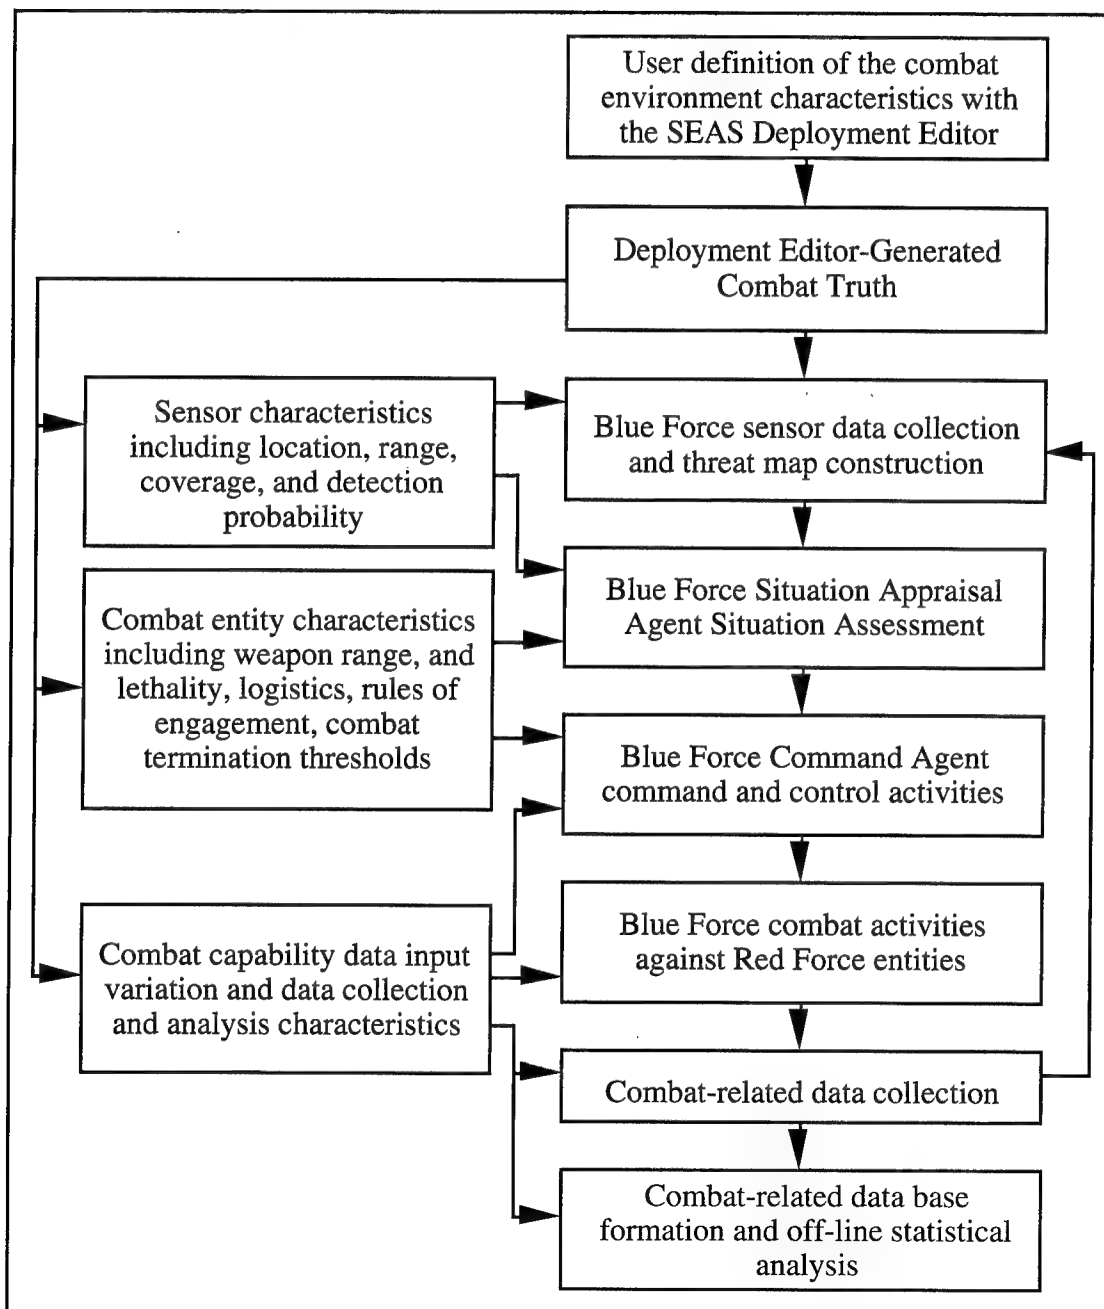 User definition of the combat
environment characteristics with
the SEAS Deployment Editor
Deployment Editor-Generated
Combat Truth
Sensor characteristics
including location, range,
coverage, and detection
probability
Blue Force sensor data collection
and threat map construction
Combat entity characteristics
including weapon range, and
lethality, logistics, rules of
engagement, combat
termination thresholds
Blue Force Situation Appraisal
Agent Situation Assessment
Blue Force Command Agent
command and control activities
Combat capability data input
variation and data collection
and analysis characteristics
Blue Force combat activities
against Red Force entities
Combat-related data collection
Combat-related data base
formation and off-line statistical
analysis